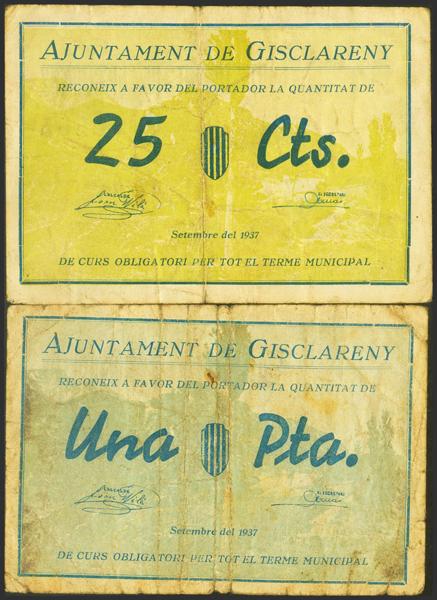 AJUNTAMENT DE GISCLARENY
RECONEIX A FAVOR DEL PORTADOR LA QUANTITAT DE
25 Cts.
Setembre del 1937
DE CURS OBLIGATORI PER TOT EL TERME MUNICIPAL
AJUNTAMENT DE GISCLARENY
RECONEIX A FAVOR DEL PORTADOR LA QUANTITAT DE
Una Pta.
Setembre del 1937
DE CURS OBLIGATORI PER TOT EL TERME MUNICIPAL